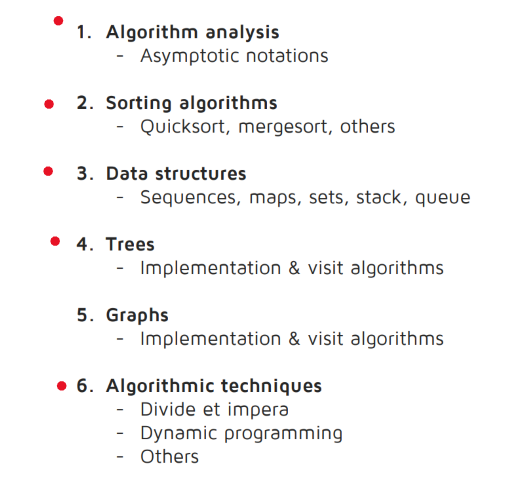 1. Algorithm analysis
- Asymptotic notations
2. Sorting algorithms
- Quicksort, mergesort, others
3. Data structures
- Sequences, maps, sets, stack, queue
4. Trees
- Implementation & visit algorithms
5. Graphs
- Implementation & visit algorithms
6. Algorithmic techniques
- Divide et impera
- Dynamic programming
- Others